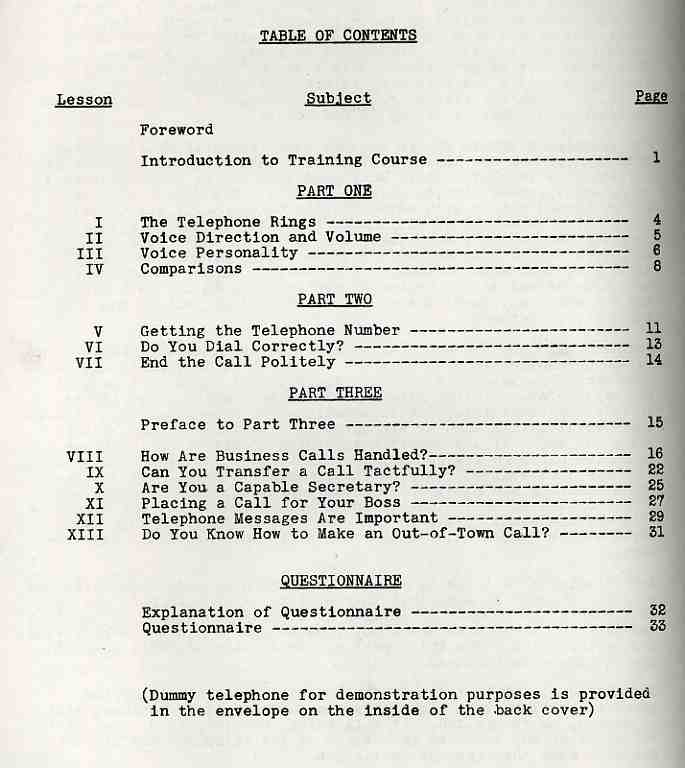 TABLE OF CONTENTS
Lesson Subject Page
Foreword
Introduction to Training Course --------------------- 1
PART ONE
I The Telephone Rings --------------------------------- 4
II Voice Direction and Volume -------------------------- 5
III Voice Personality ----------------------------------- 6
IV Comparisons ----------------------------------------- 8
PART TWO
V Getting the Telephone Number ------------------------ 11
VI Do You Dial Correctly? ------------------------------ 13
VII End the Call Politely ------------------------------- 14
PART THREE
Preface to Part Three ------------------------------- 15
VIII How Are Business Calls Handled?---------------------- 16
IX Can You Transfer a Call Tactfully? ------------------ 22
X Are You a Capable Secretary? ------------------------ 25
XI Placing a Call for Your Boss ------------------------ 27
XII Telephone Messages Are Important -------------------- 29
XIII Do You Know How to Make an Out-of-Town Call? -------- 31
QUESTIONNAIRE
Explanation of Questionnaire ------------------------ 32
Questionnaire --------------------------------------- 33
(Dummy telephone for demonstration purposes is provided
in the envelope on the inside of the back cover)